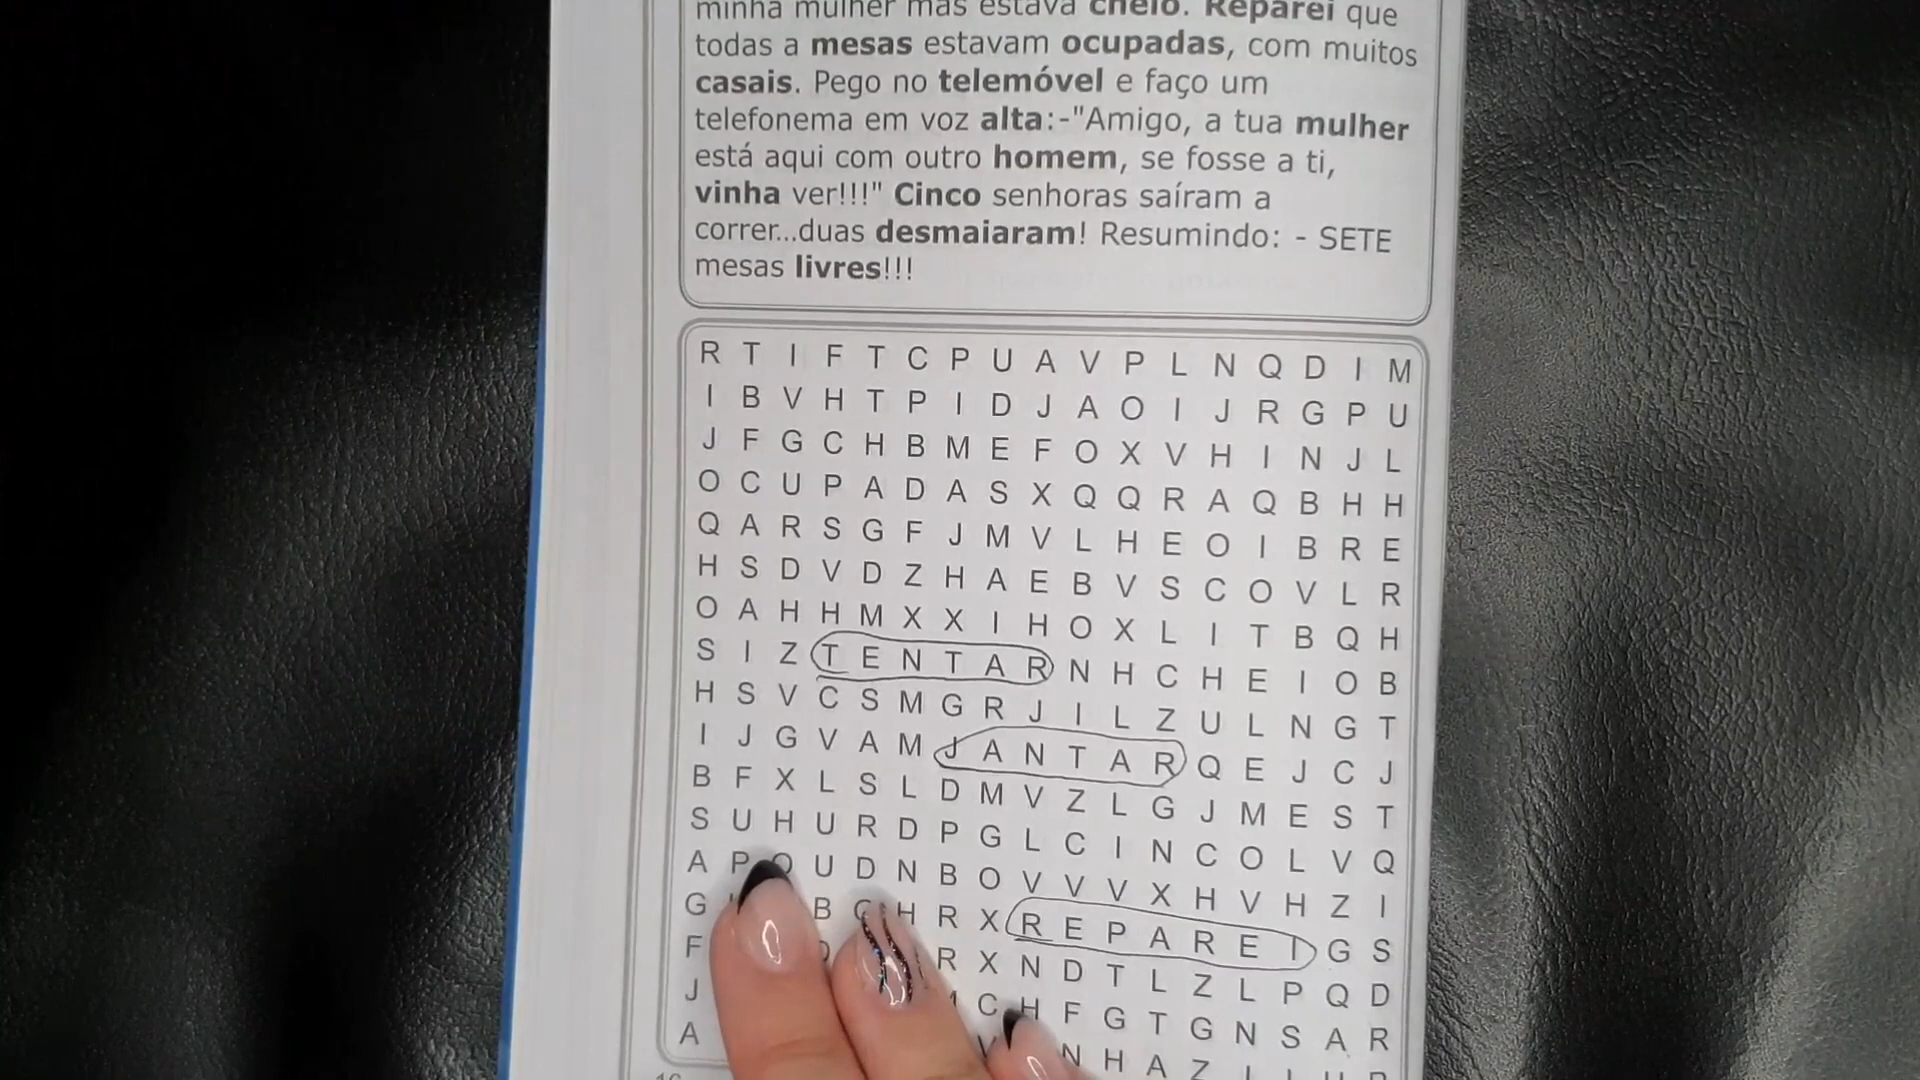 minha mulher mas estava cheio. Reparei que
todas a mesas estavam ocupadas, com muitos
casais. Pego no telemóvel e faço um
telefonema em voz alta:-"Amigo, a tua mulher
está aqui com outro homem, se fosse a ti,
vinha ver!!!" Cinco senhoras saíram a
correr...duas desmaiaram! Resumindo: - SETE
mesas livres!!!
R T I F T C P U A V P L N Q D I M
I B V H T P I D J A O I J R G P U
J F G C H B M E F O X V H I N J L
O C U P A D A S X Q Q R A Q B H H
Q A R S G F J M V L H E O I B R E
H S D V D Z H A E B V S C O V L R
O A H H M X X I H O X L I T B Q H
S I Z T E N T A R N H C H E I O B
H S V C S M G R J I L Z U L N G T
I J G V A M J A N T A R Q E J C J
B F X L S L D M V Z L G J M E S T
S U H U R D P G L C I N C O L V Q
A P U D N B O V V V X H V H Z I
G B H R X R E P A R E I G S
F R X N D T L Z L P Q D
J C H F G T G N S A R
A N H A Z